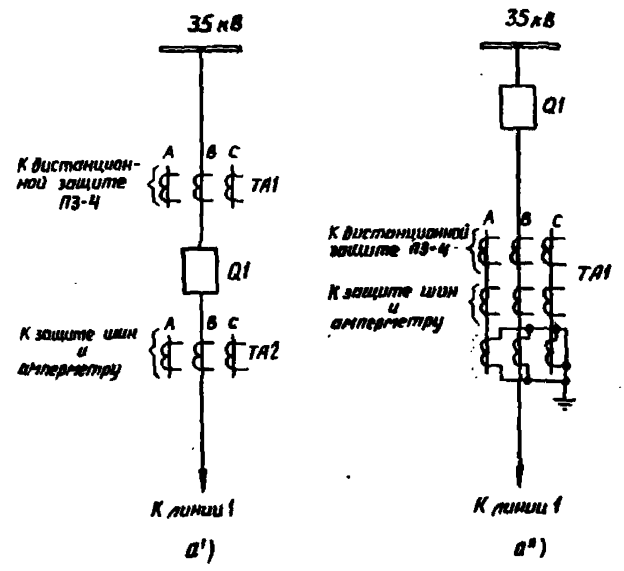 35 кВ
A B C
К дистанцион-
ной защите
ПЗ-4
TA1
Q1
A B C
К защите шин
и
амперметру
TA2
К линии 1
а')
35 кВ
Q1
A B C
К дистанционной
защите ПЗ-4
TA1
К защите шин
и
амперметру
К линии 1
а")